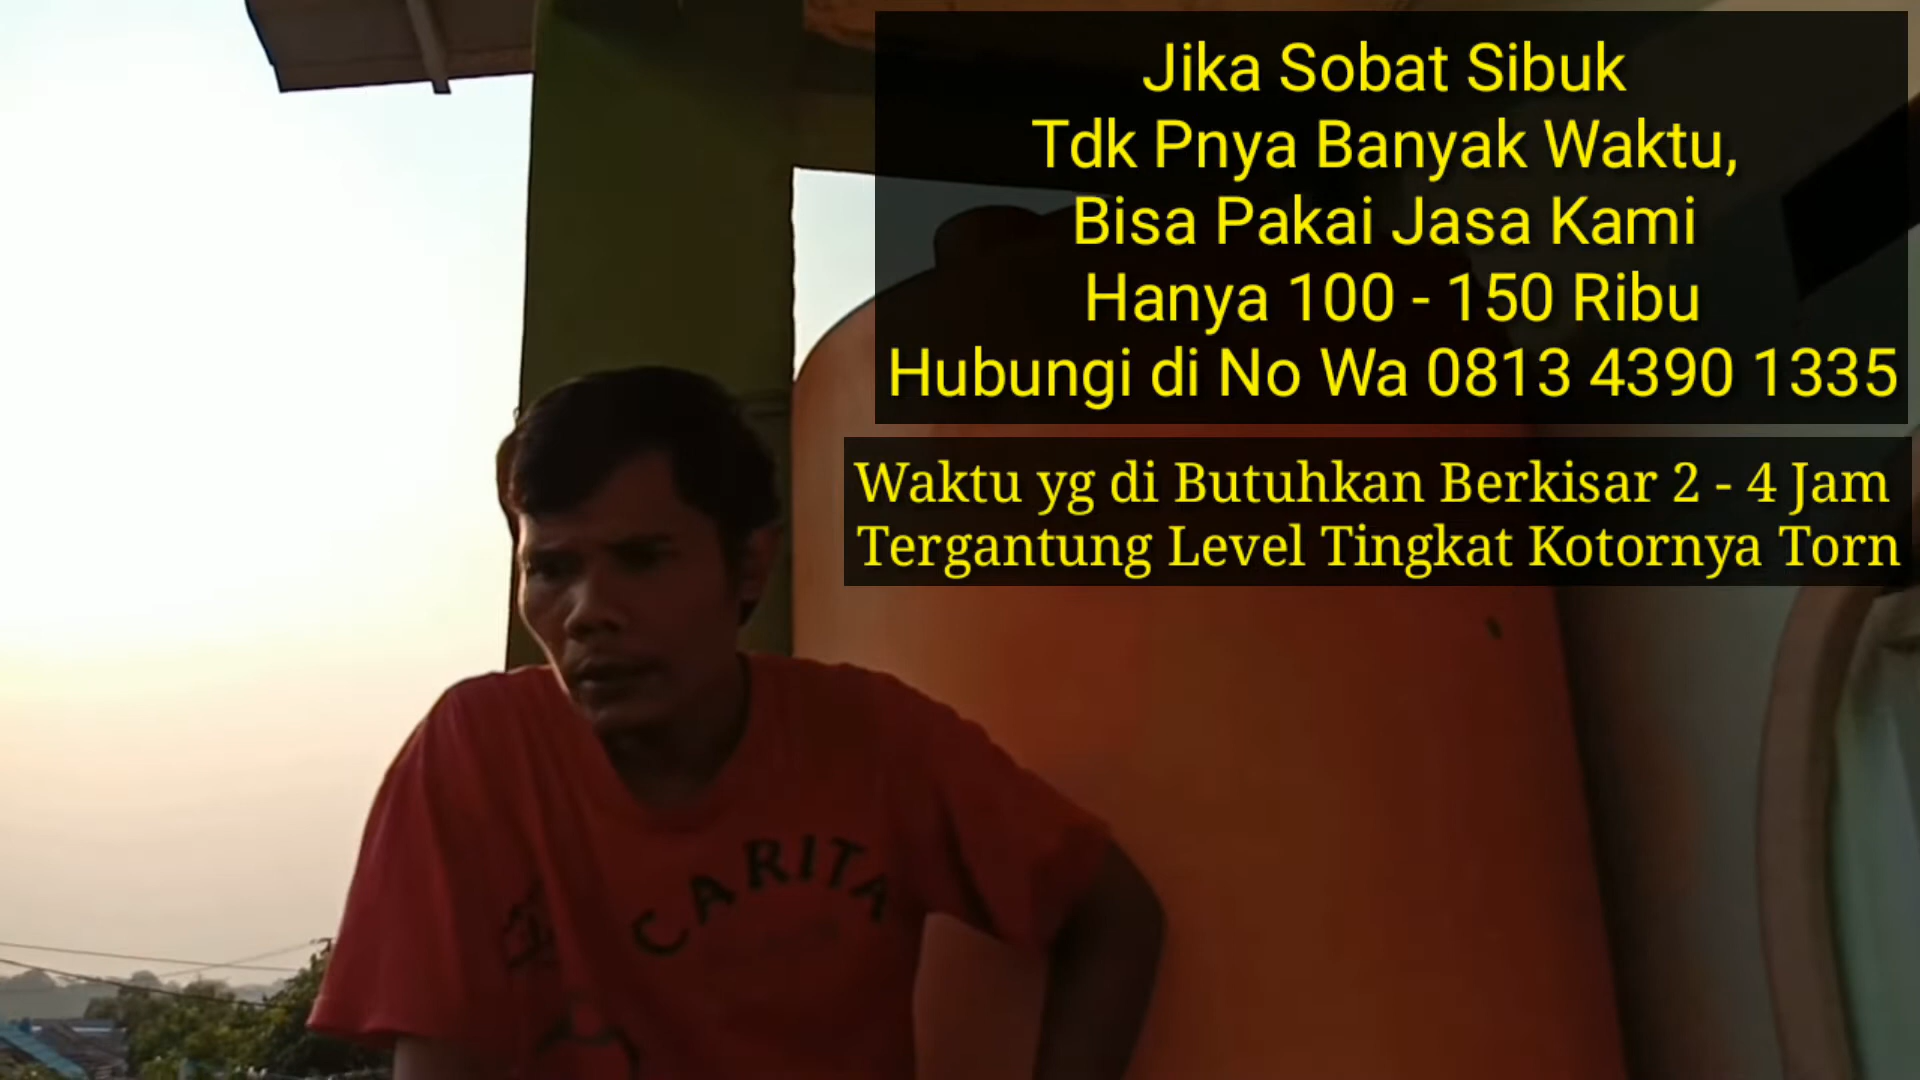 Jika Sobat Sibuk
Tdk Pnya Banyak Waktu,
Bisa Pakai Jasa Kami
Hanya 100 - 150 Ribu
Hubungi di No Wa 0813 4390 1335
Waktu yg di Butuhkan Berkisar 2 - 4 Jam
Tergantung Level Tingkat Kotornya Torn
CARITA